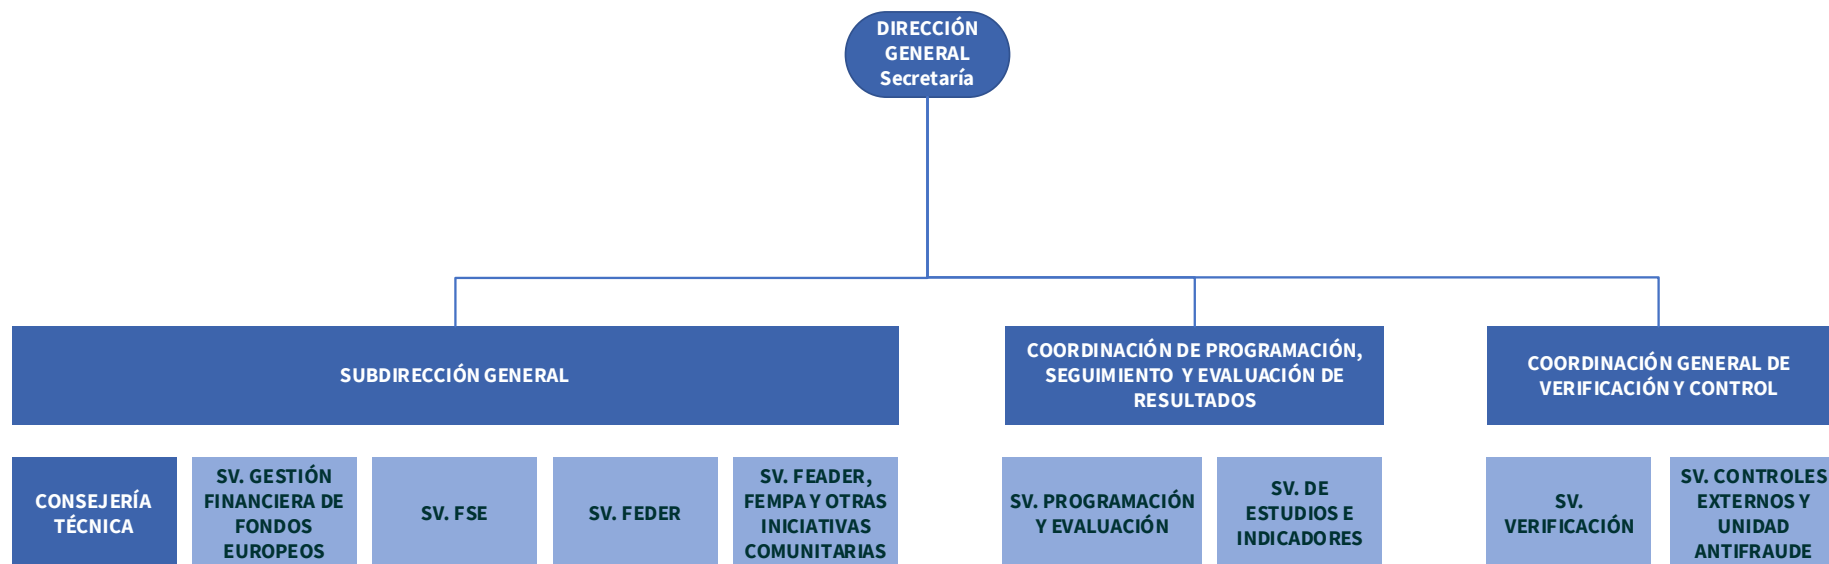 DIRECCIÓN
GENERAL
Secretaría
SUBDIRECCIÓN GENERAL
COORDINACIÓN DE PROGRAMACIÓN,
SEGUIMIENTO Y EVALUACIÓN DE
RESULTADOS
COORDINACIÓN GENERAL DE
VERIFICACIÓN Y CONTROL
CONSEJERÍA
TÉCNICA
SV. GESTIÓN
FINANCIERA DE
FONDOS
EUROPEOS
SV. FSE
SV. FEDER
SV. FEADER,
FEMPA Y OTRAS
INICIATIVAS
COMUNITARIAS
SV. PROGRAMACIÓN
Y EVALUACIÓN
SV. DE
ESTUDIOS E
INDICADORES
SV.
VERIFICACIÓN
SV. CONTROLES
EXTERNOS Y
UNIDAD
ANTIFRAUDE